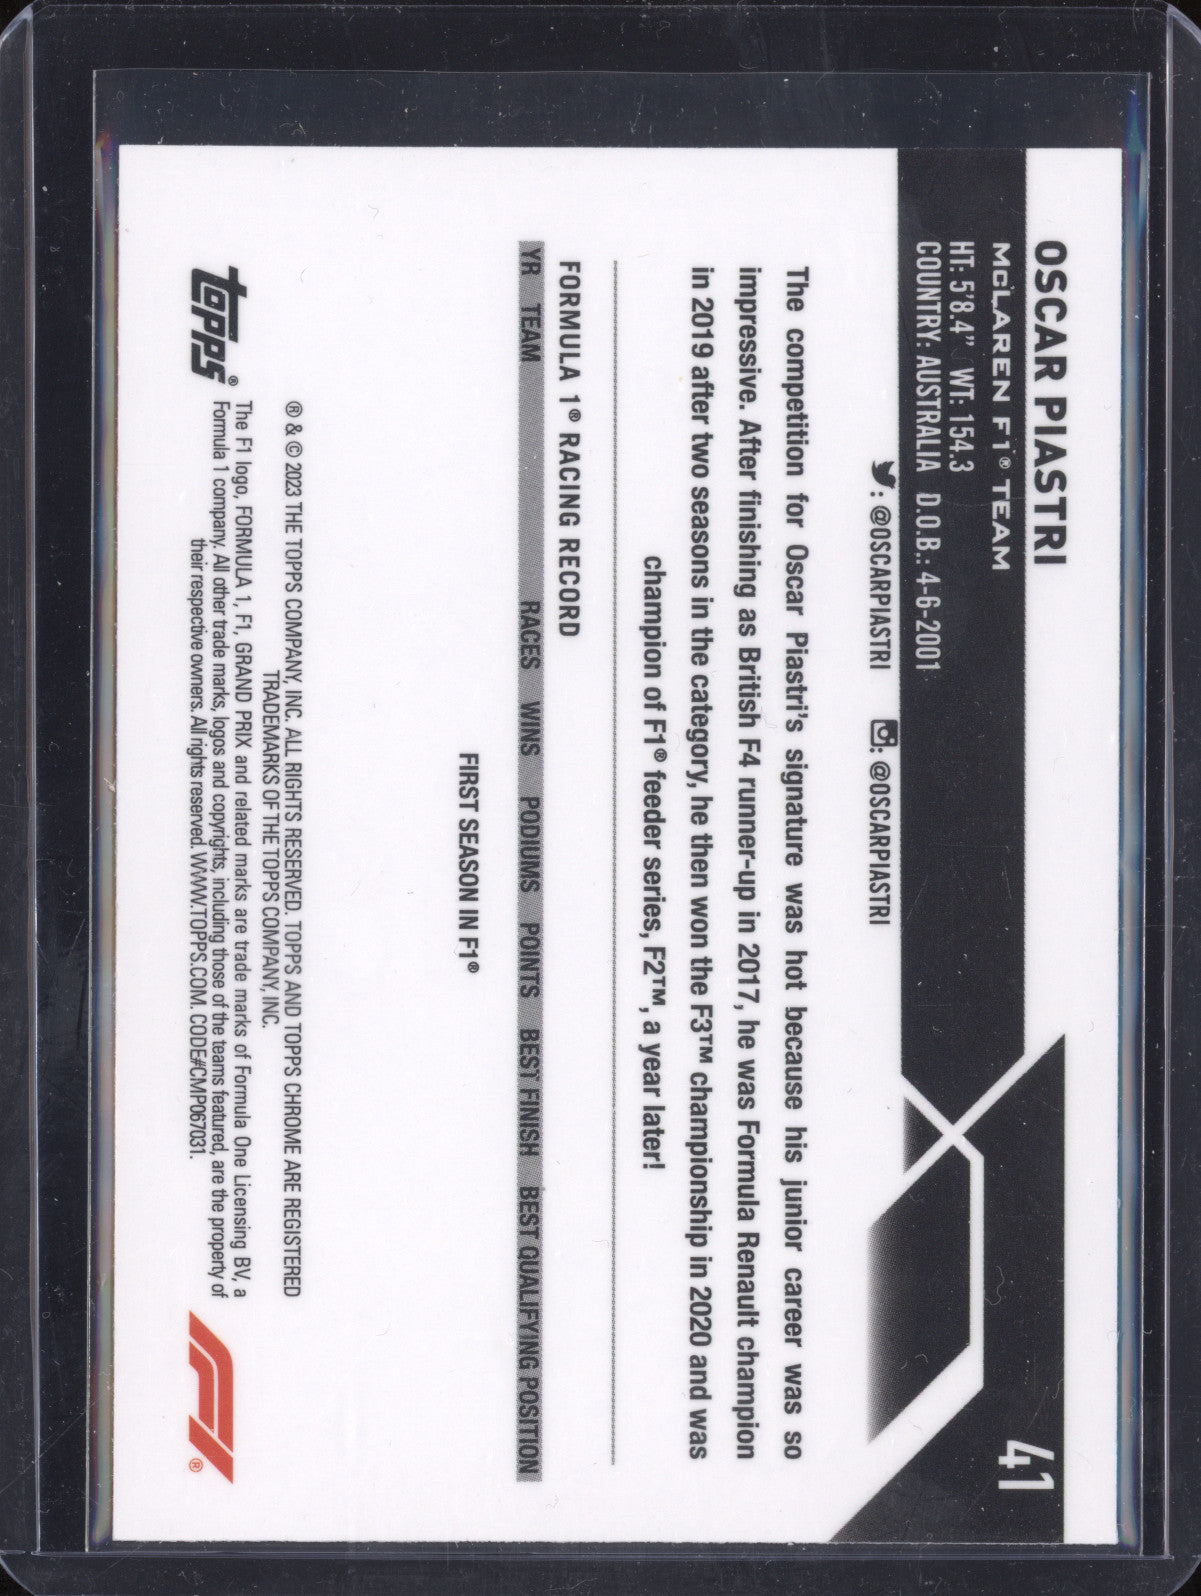 OSCAR PIASTRI
41
McLAREN F1® TEAM
HT: 5'8.4" WT: 154.3
COUNTRY: AUSTRALIA D.O.B.: 4-6-2001
: @OSCARPIASTRI : @OSCARPIASTRI
The competition for Oscar Piastri's signature was hot because his junior career was so
impressive. After finishing as British F4 runner-up in 2017, he was Formula Renault champion
in 2019 after two seasons in the category, he then won the F3™ championship in 2020 and was
champion of F1® feeder series, F2™, a year later!
FORMULA 1® RACING RECORD
YR TEAM RACES WINS PODIUMS POINTS BEST FINISH BEST QUALIFYING POSITION
FIRST SEASON IN F1®
® & © 2023 THE TOPPS COMPANY, INC. ALL RIGHTS RESERVED. TOPPS AND TOPPS CHROME ARE REGISTERED
TRADEMARKS OF THE TOPPS COMPANY, INC.
The F1 logo, FORMULA 1, F1, GRAND PRIX and related marks are trade marks of Formula One Licensing BV, a
Formula 1 company. All other trade marks, logos and copyrights, including those of the teams featured, are the property of
their respective owners. All rights reserved. WWW.TOPPS.COM. CODE#CMP067031.
topps®
F1®